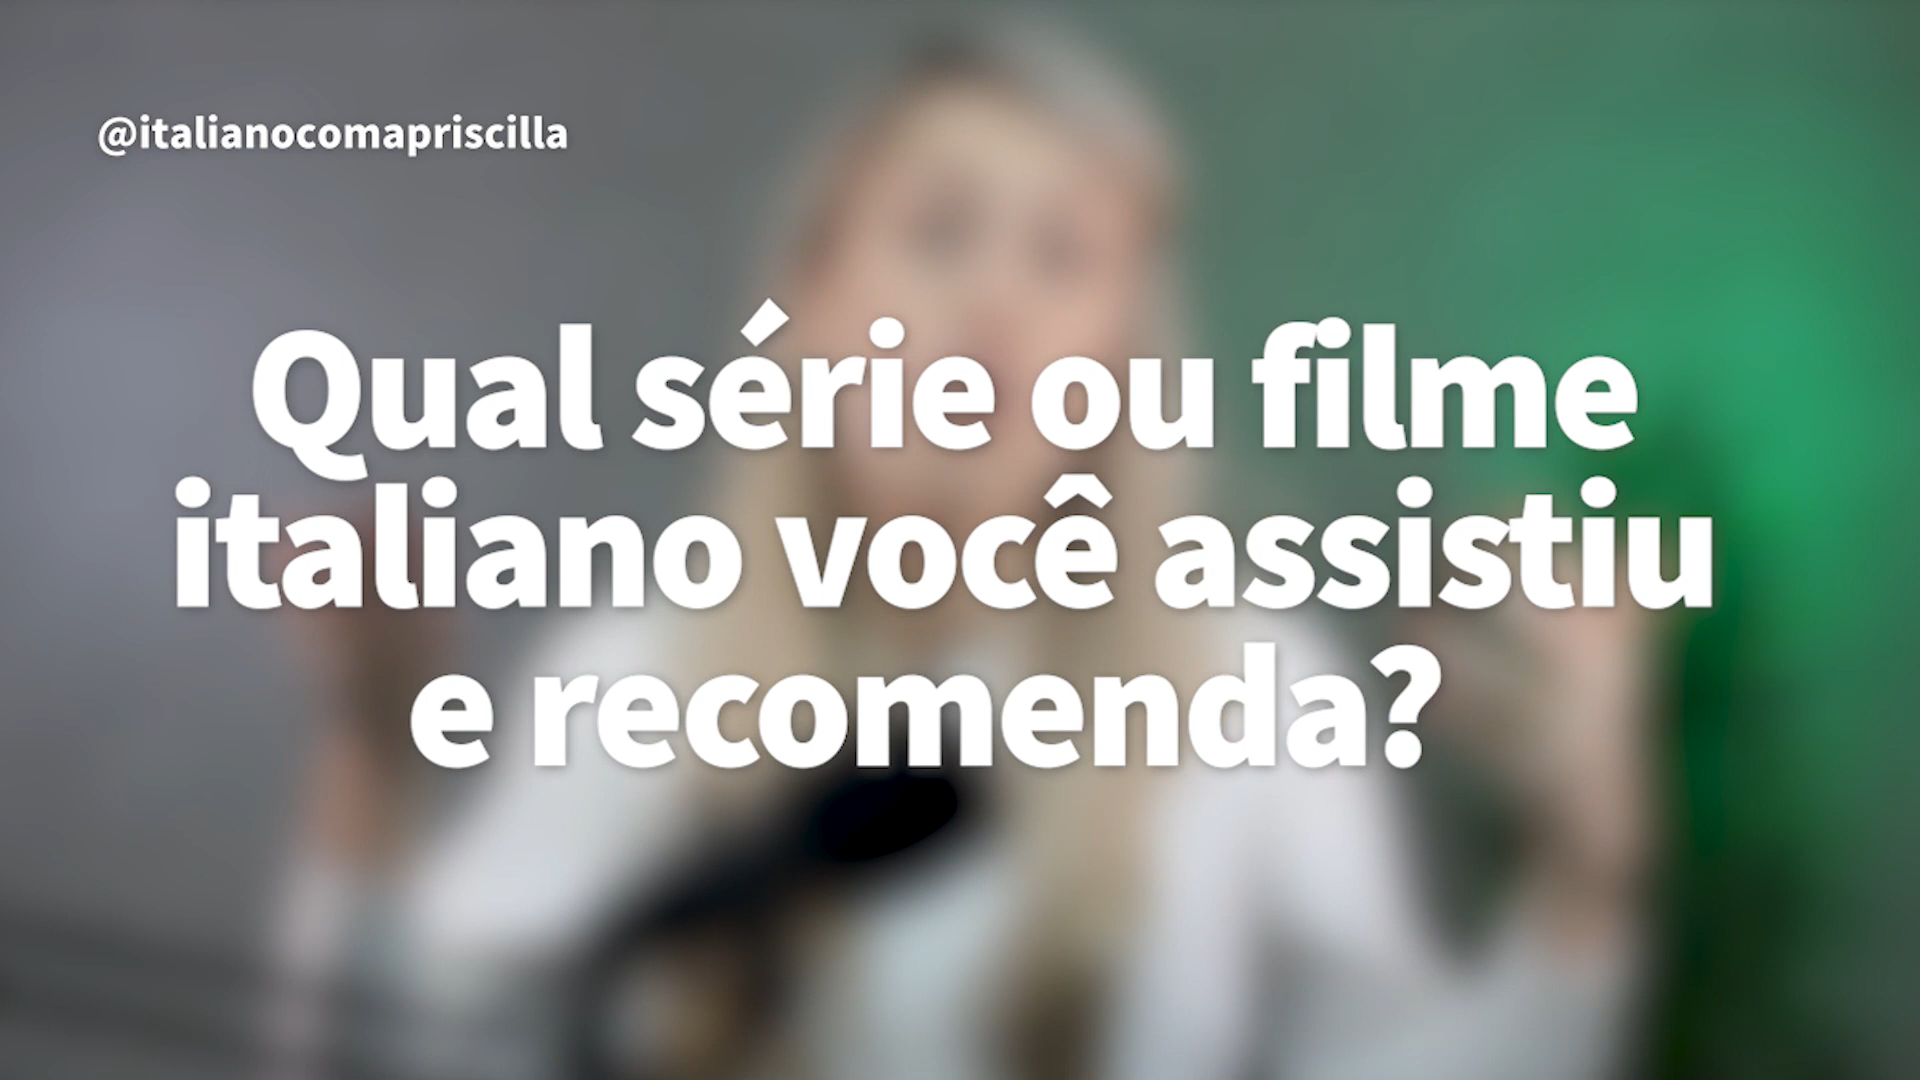 @italianocomapriscilla
Qual série ou filme
italiano você assistiu
e recomenda?